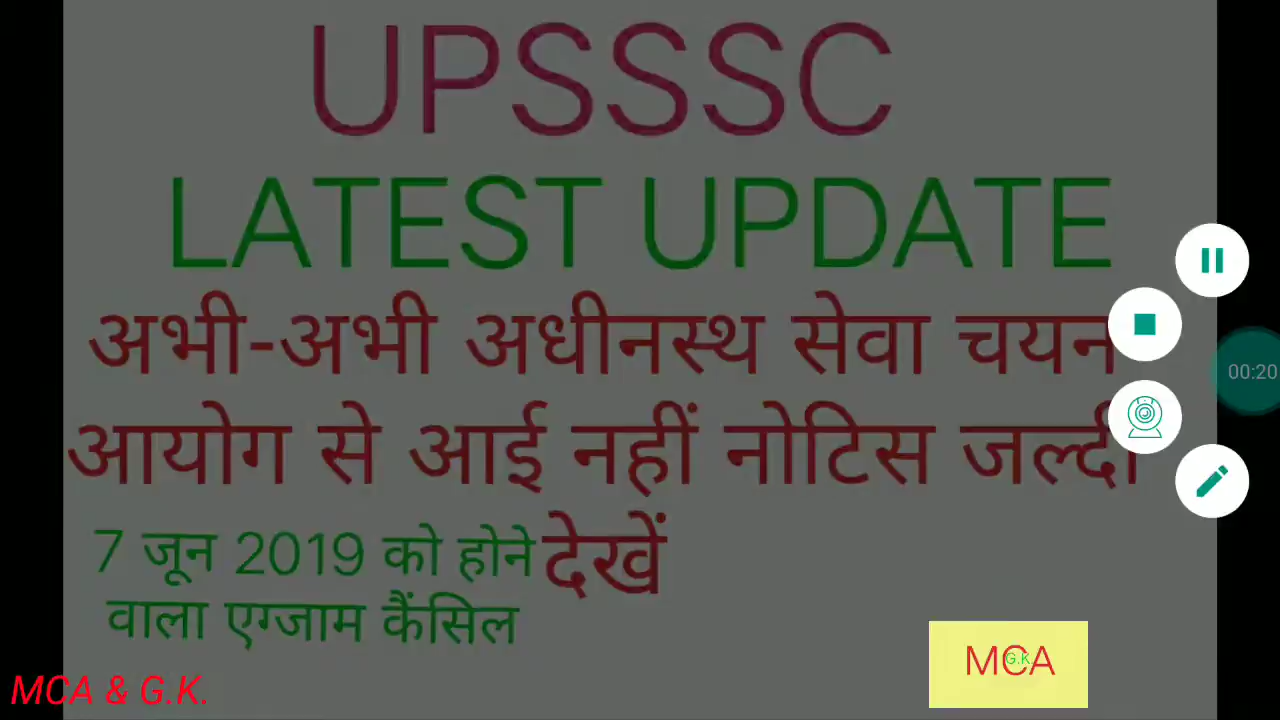 UPSSSC
LATEST UPDATE
अभी-अभी अधीनस्थ सेवा चयन
आयोग से आई नहीं नोटिस जल्दी
देखें
7 जून 2019 को होने
वाला एग्जाम कैंसिल
00:20
MCA
G.K.
MCA & G.K.